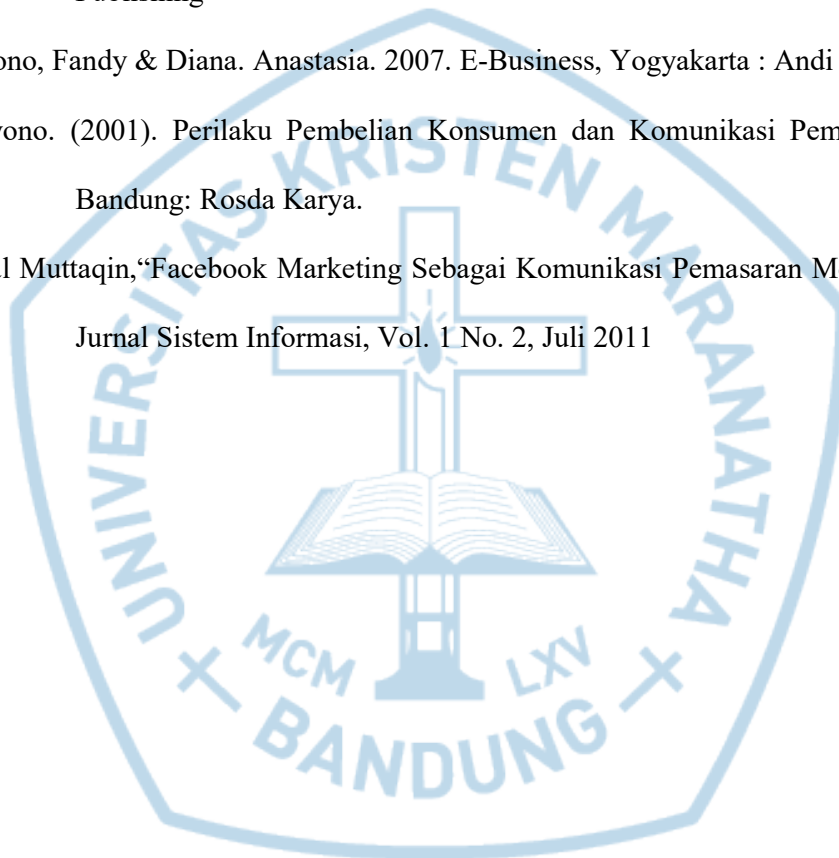 ono, Fandy & Diana. Anastasia. 2007. E-Business, Yogyakarta : Andi
ono. (2001). Perilaku Pembelian Konsumen dan Komunikasi Pem
Bandung: Rosda Karya.
l Muttaqin,“Facebook Marketing Sebagai Komunikasi Pemasaran M
Jurnal Sistem Informasi, Vol. 1 No. 2, Juli 2011
UNIVERSITAS KRISTEN MARANATHA
MCM LXV
BANDUNG